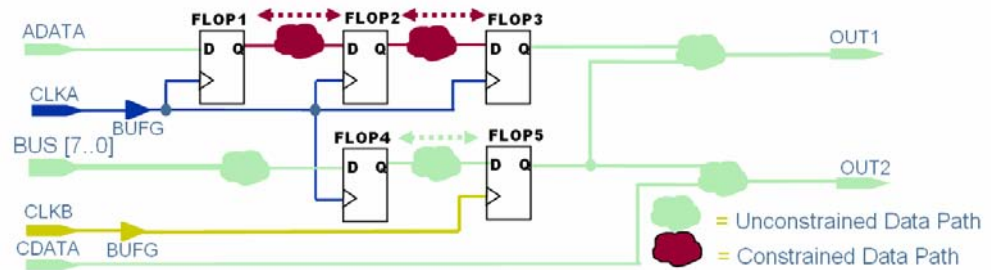 FLOP1 FLOP2 FLOP3
ADATA
OUT1
D Q D Q D Q
CLKA
BUFG
FLOP4 FLOP5
BUS [7..0]
D Q D Q
OUT2
CLKB
BUFG
CDATA
= Unconstrained Data Path
= Constrained Data Path